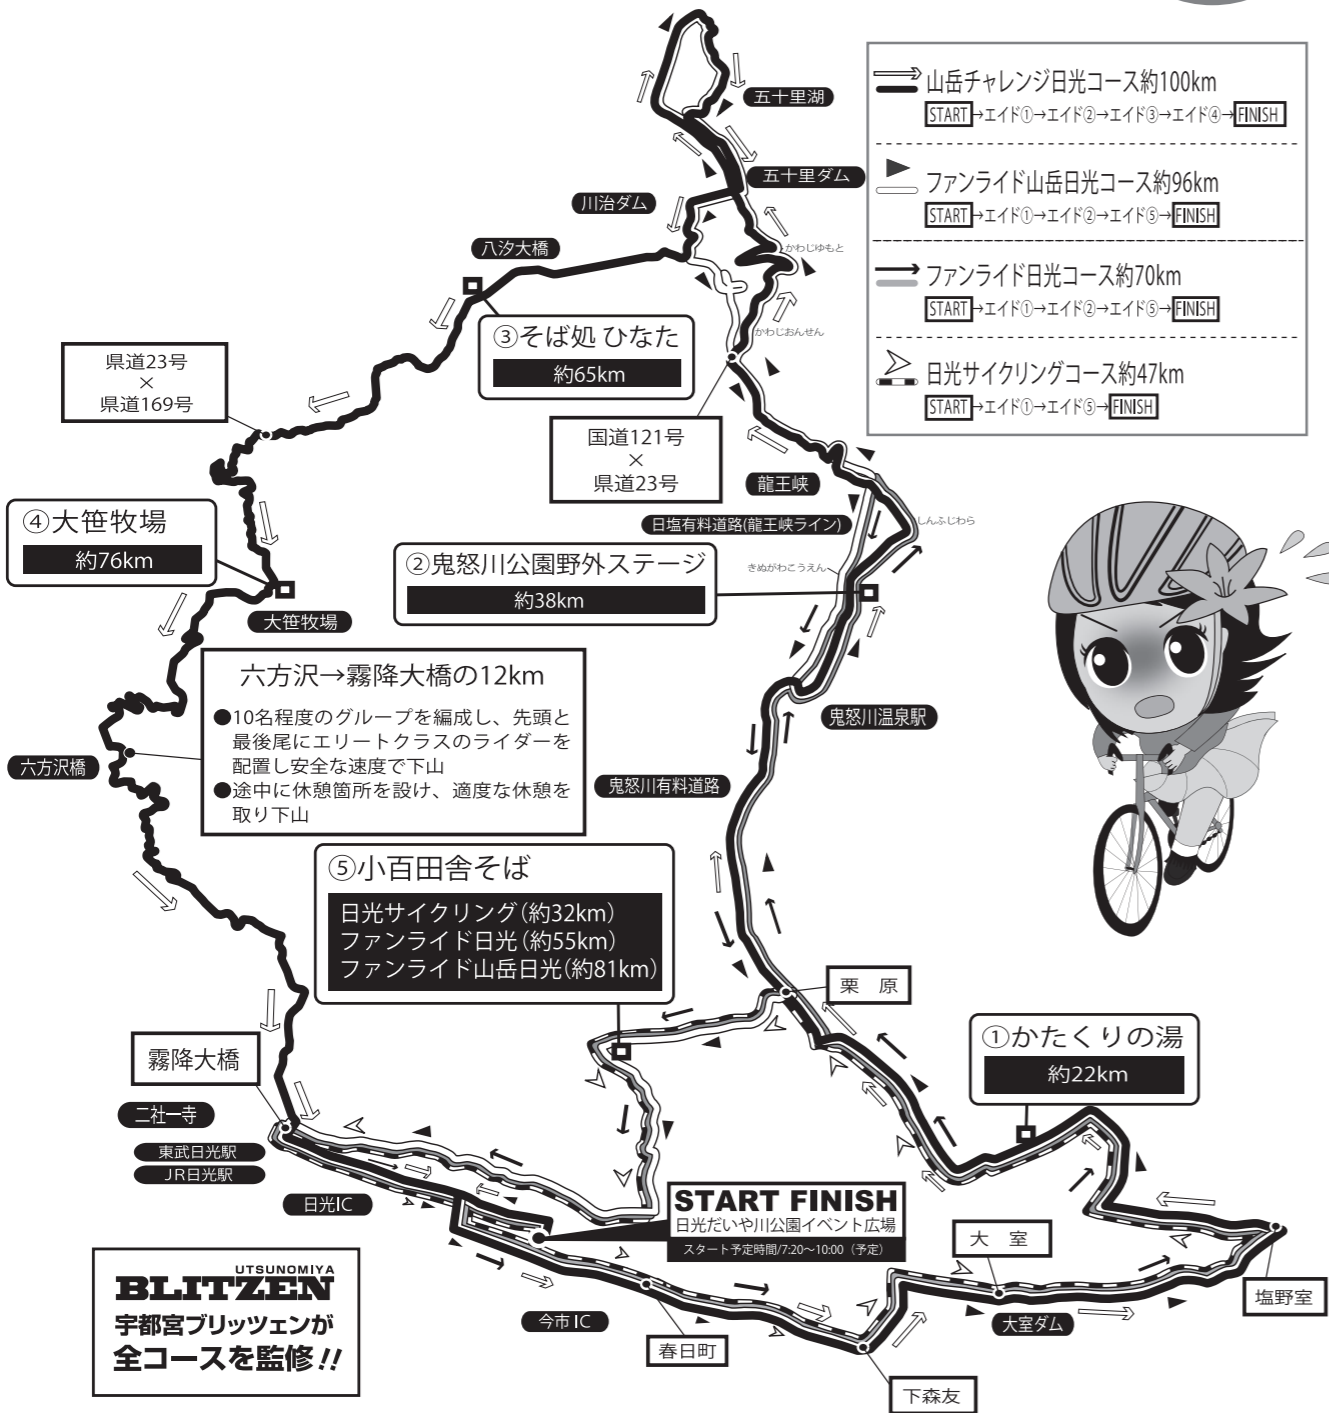 山岳チャレンジ日光コース約100km
START→エイド①→エイド②→エイド③→エイド④→FINISH
ファンライド山岳日光コース約96km
START→エイド①→エイド②→エイド⑤→FINISH
ファンライド日光コース約70km
START→エイド①→エイド②→エイド⑤→FINISH
日光サイクリングコース約47km
START→エイド①→エイド⑤→FINISH
五十里湖
五十里ダム
川治ダム
八汐大橋
かわじゆもと
かわじおんせん
③そば処 ひなた
約65km
県道23号
×
県道169号
国道121号
×
県道23号
龍王峡
日塩有料道路(龍王峡ライン)
しんふじわら
きぬがわこうえん
④大笹牧場
約76km
②鬼怒川公園野外ステージ
約38km
大笹牧場
六方沢→霧降大橋の12km
●10名程度のグループを編成し、先頭と
最後尾にエリートクラスのライダーを
配置し安全な速度で下山
●途中に休憩箇所を設け、適度な休憩を
取り下山
六方沢橋
鬼怒川温泉駅
鬼怒川有料道路
⑤小百田舎そば
日光サイクリング(約32km)
ファンライド日光(約55km)
ファンライド山岳日光(約81km)
栗 原
①かたくりの湯
約22km
霧降大橋
二社一寺
東武日光駅
JR日光駅
日光IC
START FINISH
日光だいや川公園イベント広場
スタート予定時間/7:20～10:00（予定）
大 室
塩野室
大室ダム
今市IC
春日町
下森友
UTSUNOMIYA
BLITZEN
宇都宮ブリッツェンが
全コースを監修!!